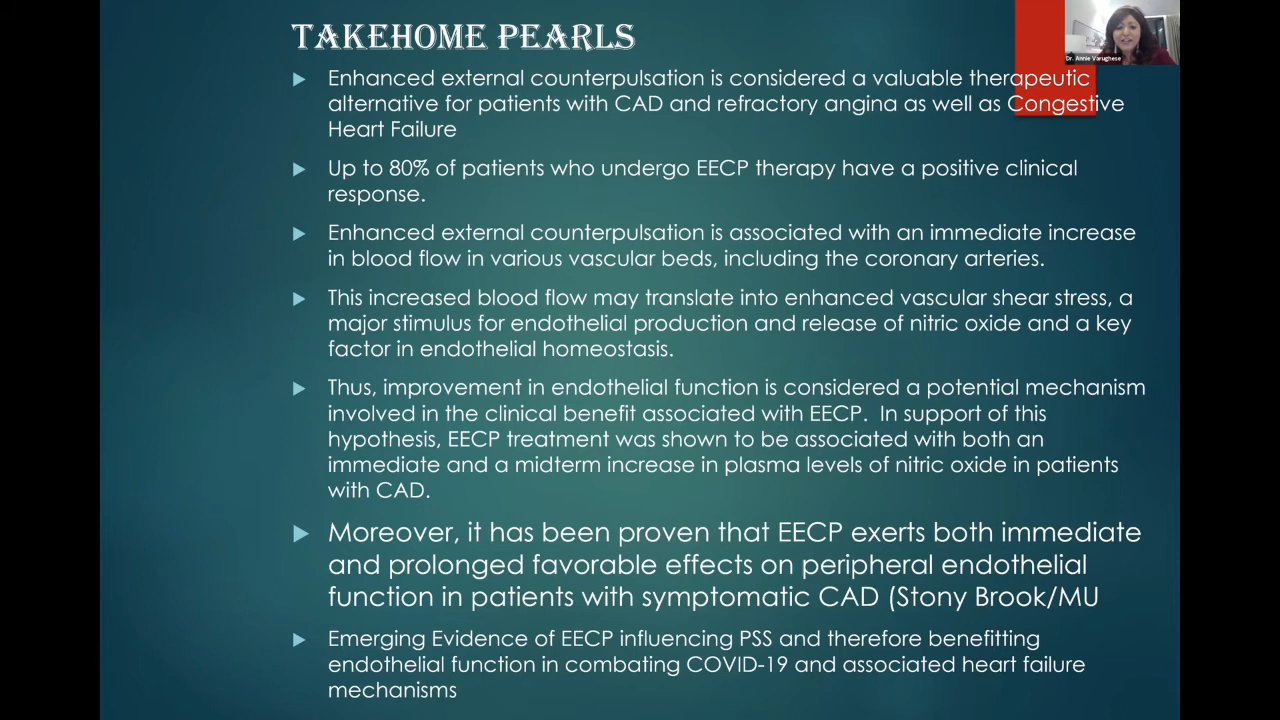 TAKEHOME PEARLS
Dr. Annie Varughese
Enhanced external counterpulsation is considered a valuable therapeutic
alternative for patients with CAD and refractory angina as well as Congestive
Heart Failure
Up to 80% of patients who undergo EECP therapy have a positive clinical
response.
Enhanced external counterpulsation is associated with an immediate increase
in blood flow in various vascular beds, including the coronary arteries.
This increased blood flow may translate into enhanced vascular shear stress, a
major stimulus for endothelial production and release of nitric oxide and a key
factor in endothelial homeostasis.
Thus, improvement in endothelial function is considered a potential mechanism
involved in the clinical benefit associated with EECP. In support of this
hypothesis, EECP treatment was shown to be associated with both an
immediate and a midterm increase in plasma levels of nitric oxide in patients
with CAD.
Moreover, it has been proven that EECP exerts both immediate
and prolonged favorable effects on peripheral endothelial
function in patients with symptomatic CAD (Stony Brook/MU
Emerging Evidence of EECP influencing PSS and therefore benefitting
endothelial function in combating COVID-19 and associated heart failure
mechanisms